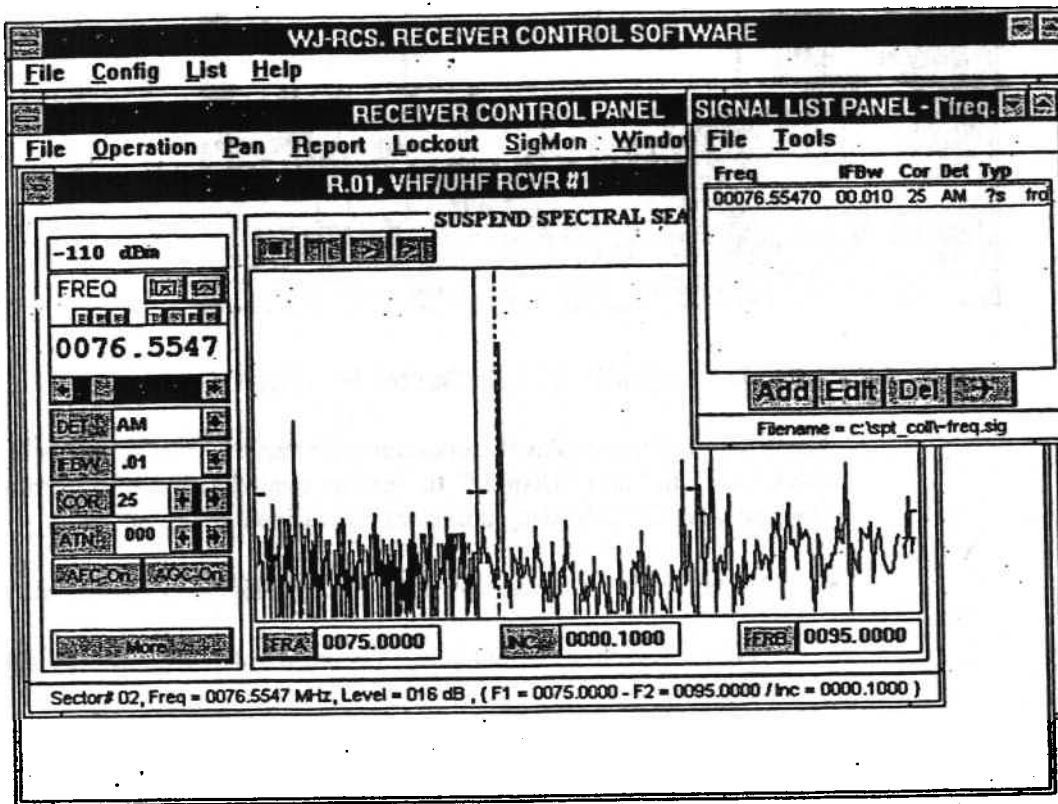 WJ-RCS. RECEIVER CONTROL SOFTWARE
File Config List Help
RECEIVER CONTROL PANEL
File Operation Pan Report Lockout SigMon Windo
R.01, VHF/UHF RCVR #1
SUSPEND SPECTRAL SEA
-110 dBm
FREQ
0076.5547
DET AM
IFBW .01
COR 25
ATN 000
AFC On AGC On
More
FRA 0075.0000 INC 0000.1000 FRB 0095.0000
Sector# 02, Freq = 0076.5547 MHz, Level = 016 dB , ( F1 = 0075.0000 - F2 = 0095.0000 / Inc = 0000.1000 )
SIGNAL LIST PANEL - [~freq.
File Tools
Freq IFBw Cor Det Typ
00076.55470 00.010 25 AM ?s fro
Add Edit Del
Filename = c:\spt_coll\~freq.sig